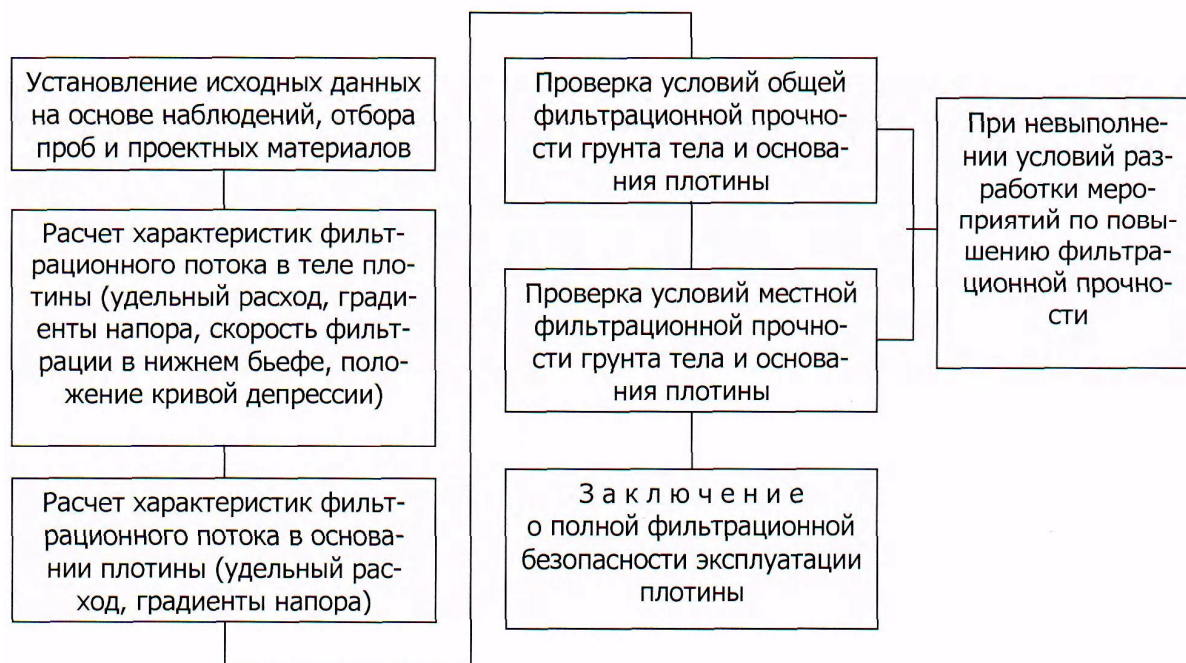 Установление исходных данных
на основе наблюдений, отбора
проб и проектных материалов
Расчет характеристик фильт-
рационного потока в теле пло-
тины (удельный расход, гради-
енты напора, скорость фильт-
рации в нижнем бьефе, поло-
жение кривой депрессии)
Расчет характеристик фильт-
рационного потока в основа-
нии плотины (удельный рас-
ход, градиенты напора)
Проверка условий общей
фильтрационной прочно-
сти грунта тела и основа-
ния плотины
Проверка условий местной
фильтрационной прочно-
сти грунта тела и основа-
ния плотины
З а к л ю ч е н и е
о полной фильтрационной
безопасности эксплуатации
плотины
При невыполне-
нии условий раз-
работки меро-
приятий по повы-
шению фильтра-
ционной прочно-
сти